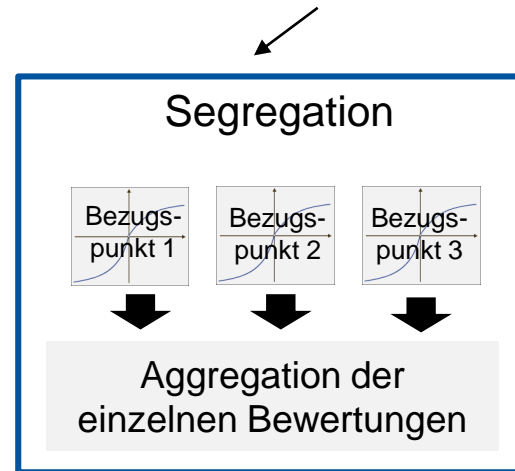 Segregation
Bezugs-
punkt 1
Bezugs-
punkt 2
Bezugs-
punkt 3
Aggregation der
einzelnen Bewertungen